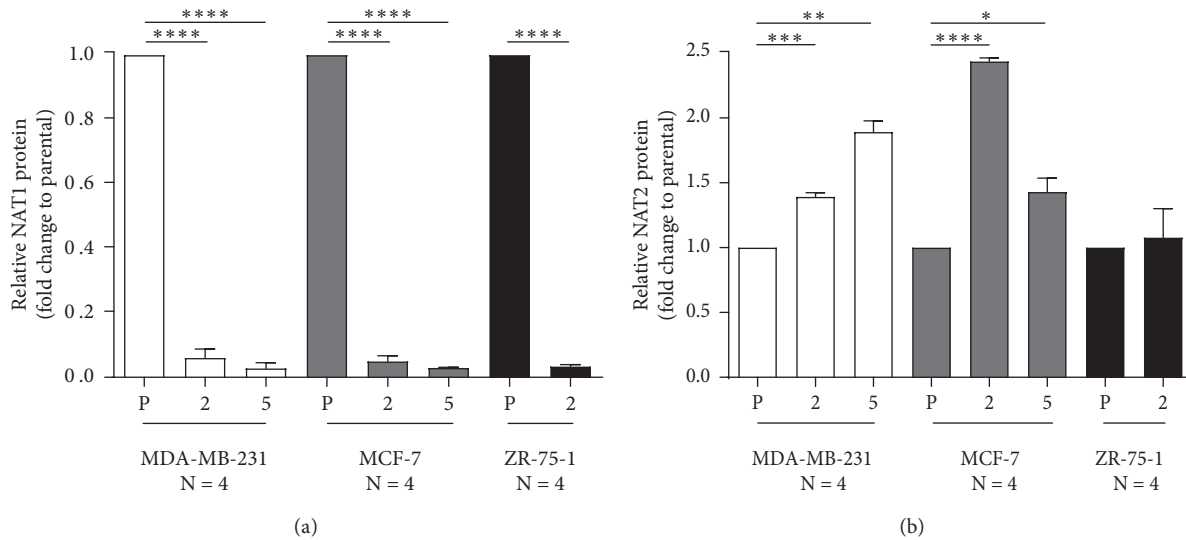 ****
****
****
****
****
1.0
0.8
0.6
0.4
0.2
0.0
Relative NAT1 protein
(fold change to parental)
P 2 5 P 2 5 P 2
MDA-MB-231 MCF-7 ZR-75-1
N = 4 N = 4 N = 4
(a)
**
*
***
****
2.5
2.0
1.5
1.0
0.5
0.0
Relative NAT2 protein
(fold change to parental)
P 2 5 P 2 5 P 2
MDA-MB-231 MCF-7 ZR-75-1
N = 4 N = 4 N = 4
(b)